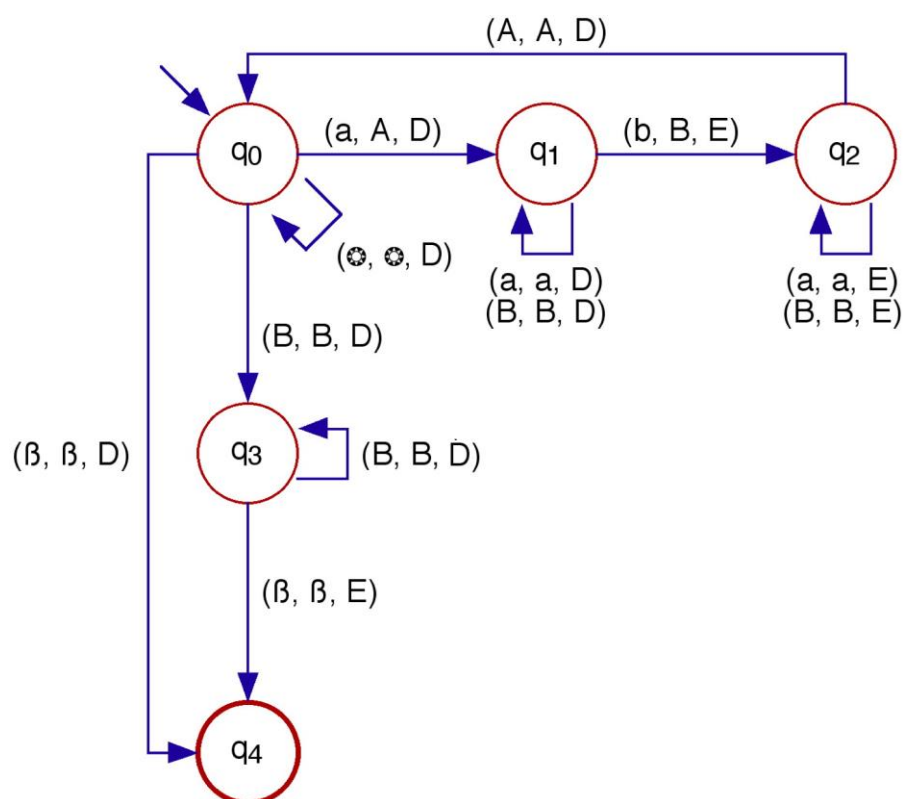 (A, A, D)
q0
(a, A, D)
q1
(b, B, E)
q2
(❂, ❂, D)
(a, a, D)
(B, B, D)
(a, a, E)
(B, B, E)
(B, B, D)
(ß, ß, D)
q3
(B, B, D)
(ß, ß, E)
q4